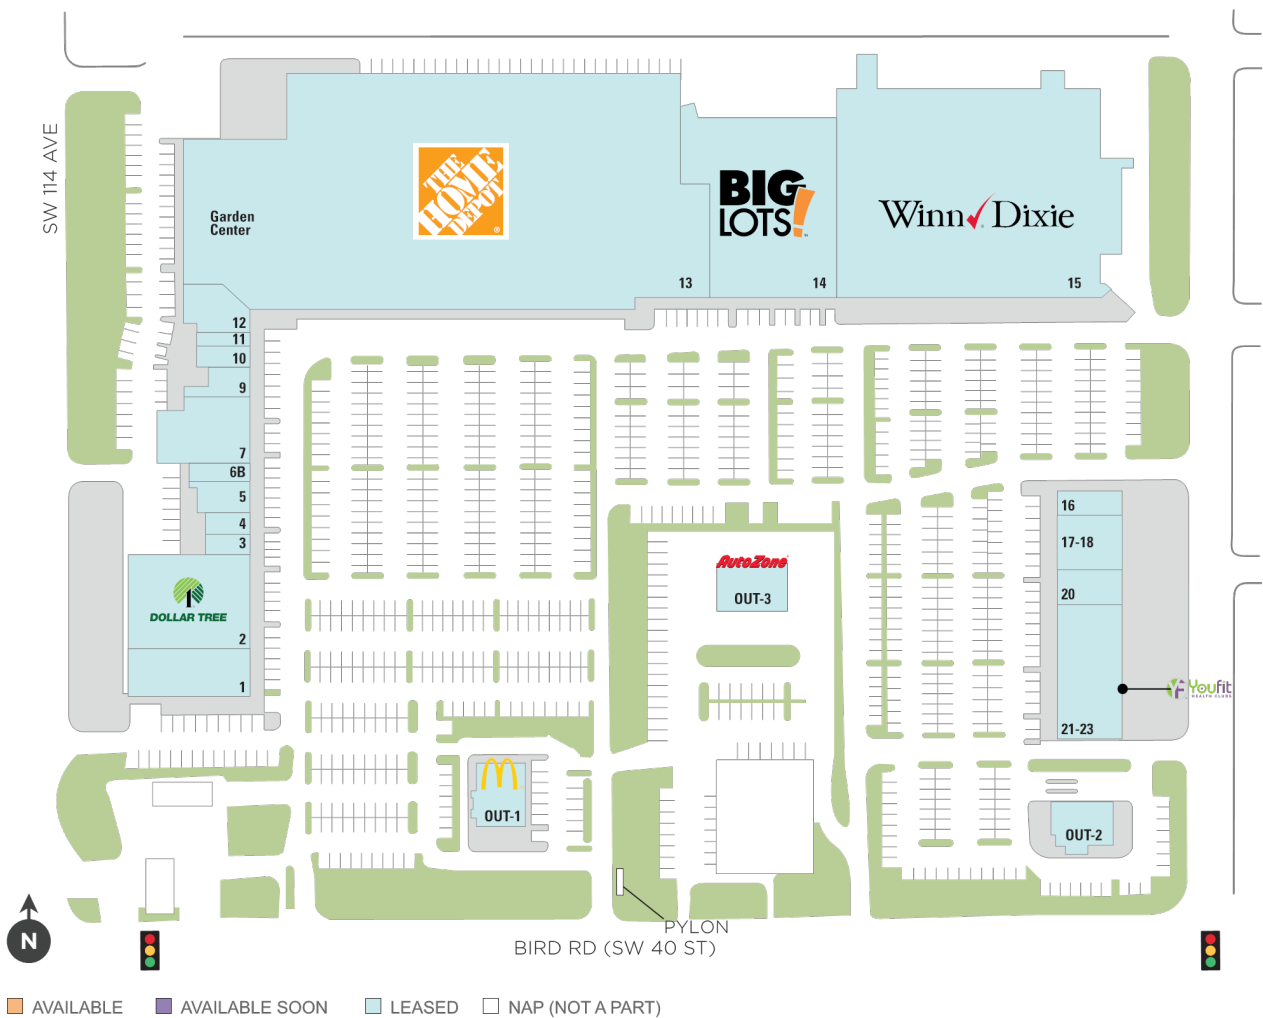 SW 114 AVE
Garden
Center
THE
HOME
DEPOT
®
13
BIG
LOTS!
14
Winn Dixie
15
12
11
10
9
7
6B
5
4
3
DOLLAR TREE
2
1
AutoZone
OUT-3
16
17-18
20
Youfit
HEALTH CLUBS
21-23
OUT-1
OUT-2
PYLON
BIRD RD (SW 40 ST)
N
AVAILABLE
AVAILABLE SOON
LEASED
NAP (NOT A PART)